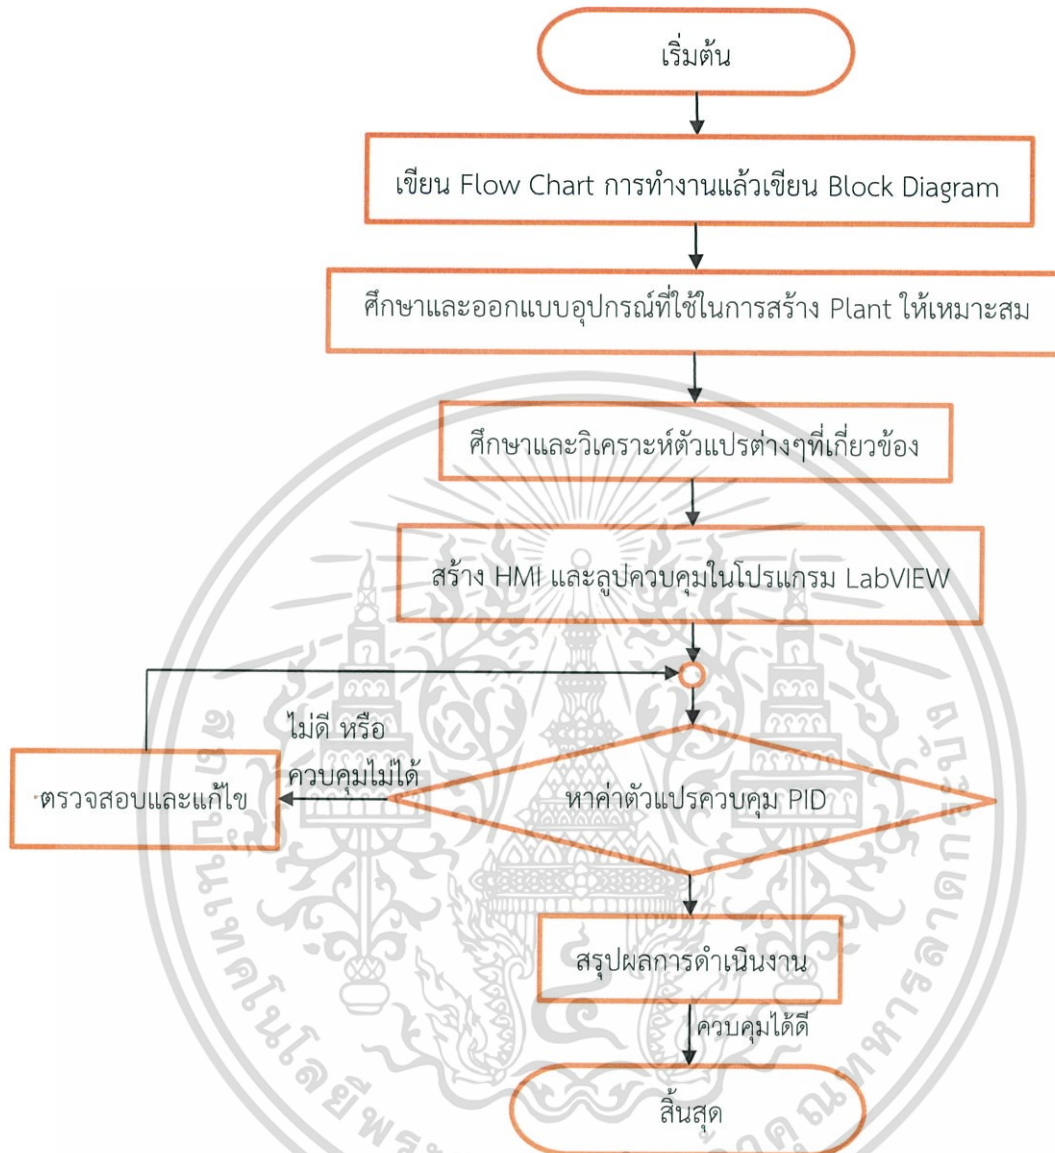 เริ่มต้น
เขียน Flow Chart การทำงานแล้วเขียน Block Diagram
ศึกษาและออกแบบอุปกรณ์ที่ใช้ในการสร้าง Plant ให้เหมาะสม
ศึกษาและวิเคราะห์ตัวแปรต่างๆที่เกี่ยวข้อง
สร้าง HMI และลูปควบคุมในโปรแกรม LabVIEW
ไม่ดี หรือ
ควบคุมไม่ได้
ตรวจสอบและแก้ไข
หาค่าตัวแปรควบคุม PID
สรุปผลการดำเนินงาน
ควบคุมได้ดี
สิ้นสุด